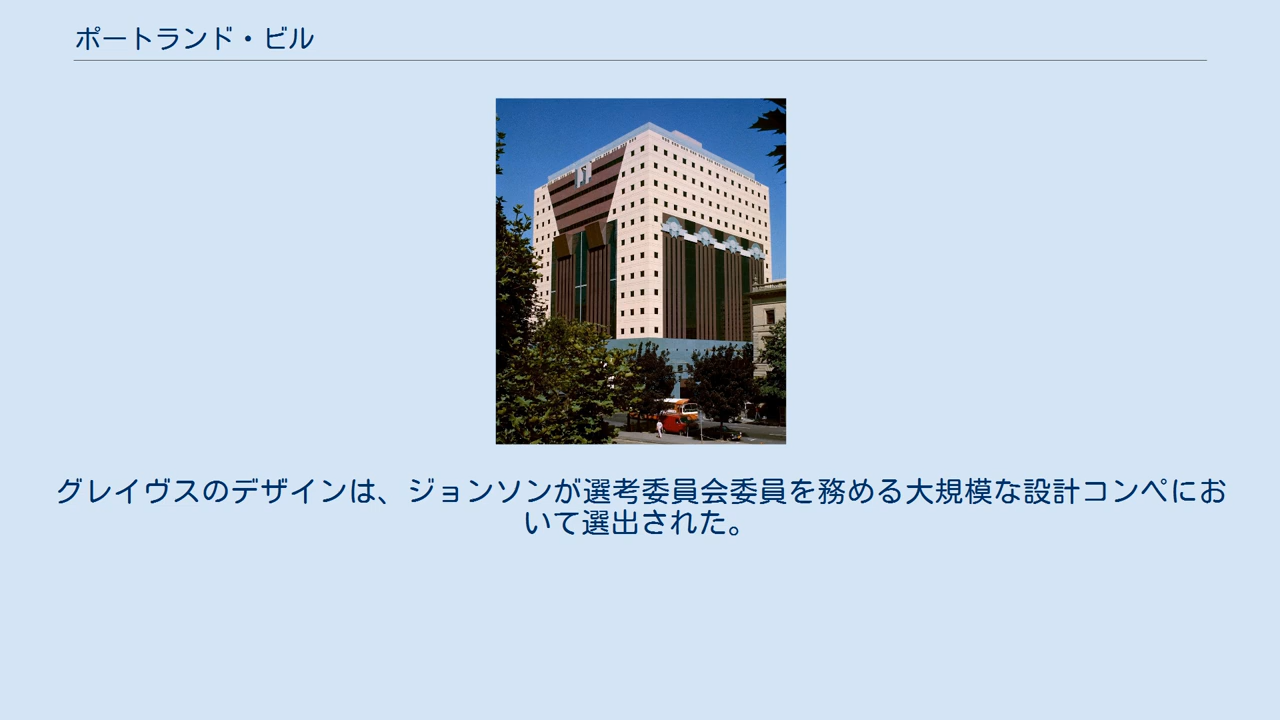 ポートランド・ビル
グレイヴスのデザインは、ジョンソンが選考委員会委員を務める大規模な設計コンペにお
いて選出された。